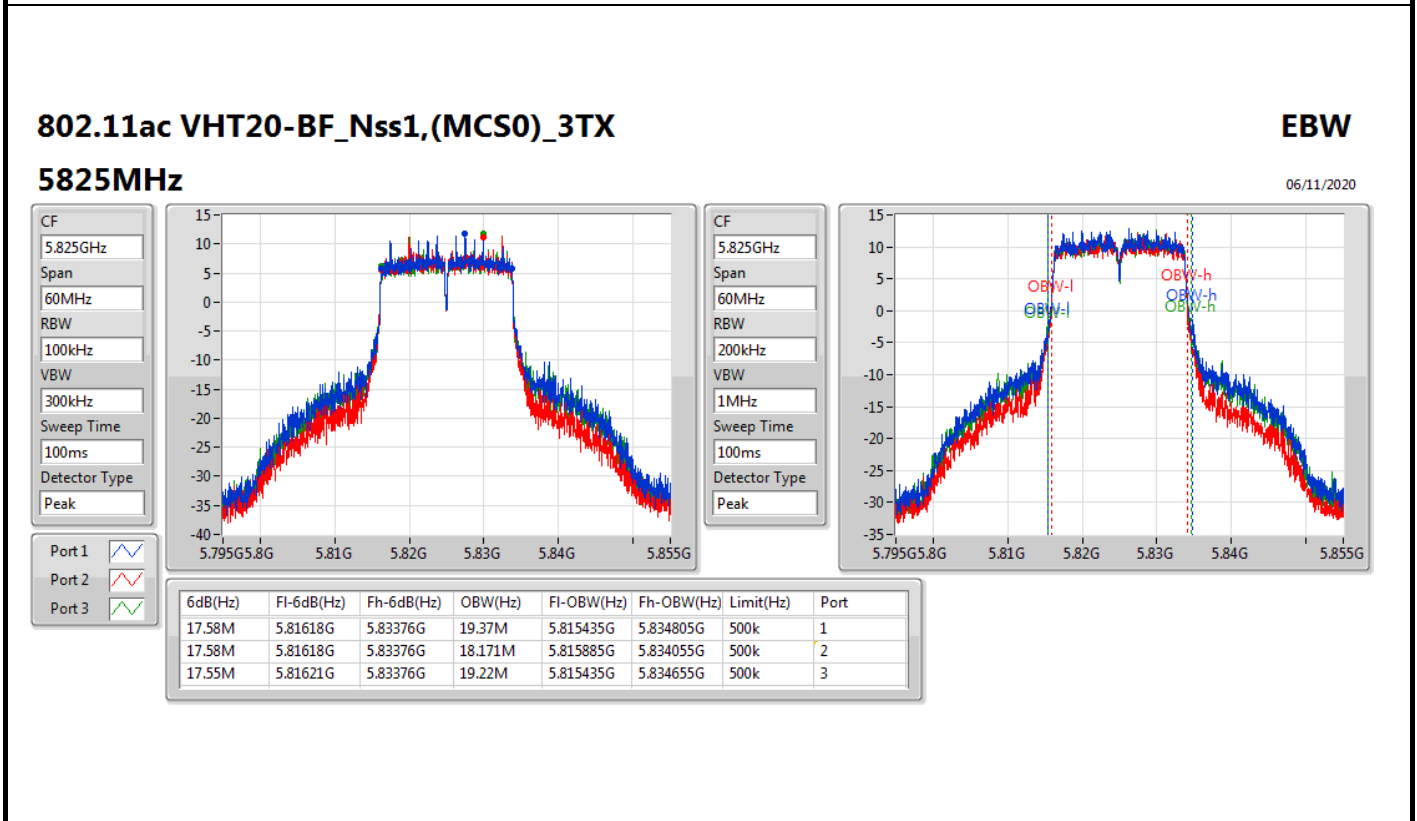 802.11ac VHT20-BF_Nss1,(MCS0)_3TX
EBW
5825MHz
06/11/2020
CF
5.825GHz
Span
60MHz
RBW
100kHz
VBW
300kHz
Sweep Time
100ms
Detector Type
Peak
Port 1
Port 2
Port 3
15
10
5
0
-5
-10
-15
-20
-25
-30
-35
-40
5.795G 5.8G 5.81G 5.82G 5.83G 5.84G 5.855G
CF
5.825GHz
Span
60MHz
RBW
200kHz
VBW
1MHz
Sweep Time
100ms
Detector Type
Peak
15
10
5
0
-5
-10
-15
-20
-25
-30
-35
OBW-l
OBW-l
OBW-l
OBW-h
OBW-h
OBW-h
5.795G 5.8G 5.81G 5.82G 5.83G 5.84G 5.855G
6dB(Hz) Fl-6dB(Hz) Fh-6dB(Hz) OBW(Hz) Fl-OBW(Hz) Fh-OBW(Hz) Limit(Hz) Port
17.58M 5.81618G 5.83376G 19.37M 5.815435G 5.834805G 500k 1
17.58M 5.81618G 5.83376G 18.171M 5.815885G 5.834055G 500k 2
17.55M 5.81621G 5.83376G 19.22M 5.815435G 5.834655G 500k 3